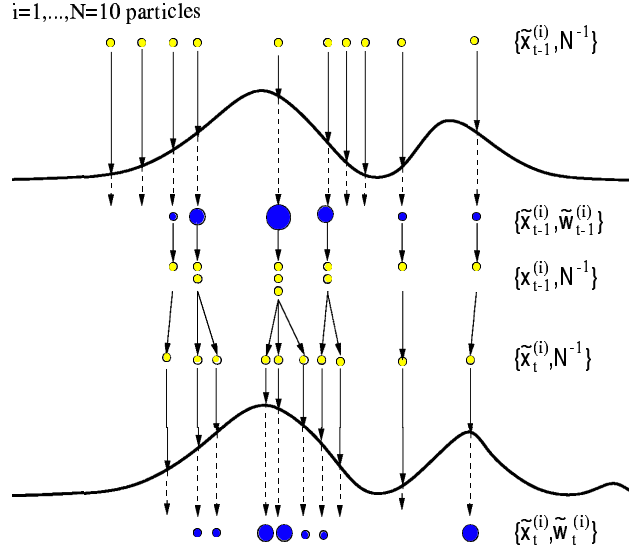 i=1,...,N=10 particles
{x̃_{t-1}^{(i)},N^{-1}}
{x̃_{t-1}^{(i)},w̃_{t-1}^{(i)}}
{x_{t-1}^{(i)},N^{-1}}
{x̃_t^{(i)},N^{-1}}
{x̃_t^{(i)},w̃_t^{(i)}}